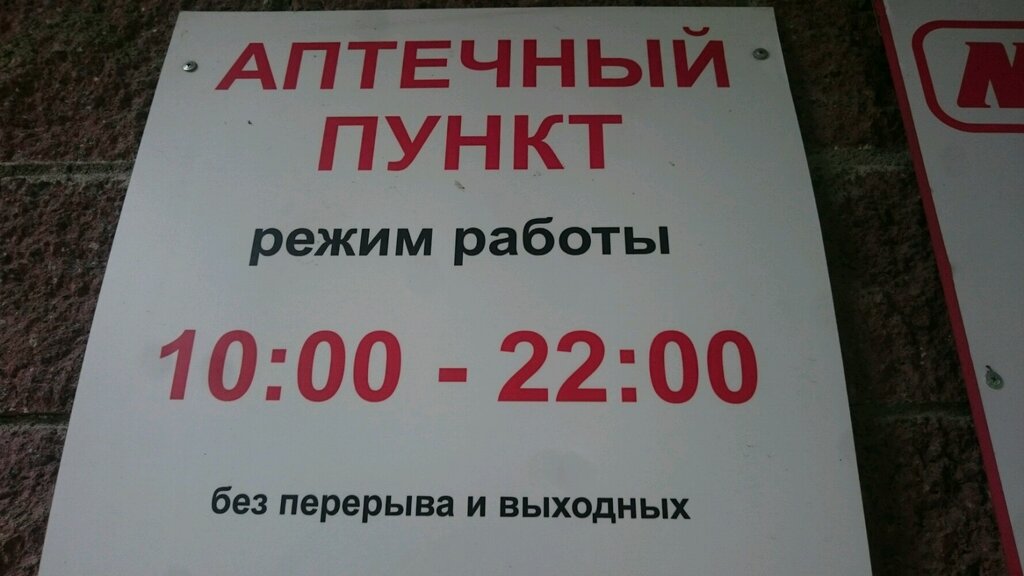 АПТЕЧНЫЙ
ПУНКТ
режим работы
10:00 - 22:00
без перерыва и выходных